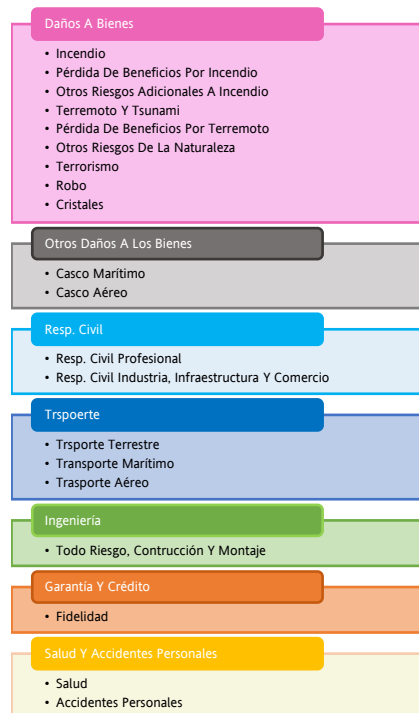 Daños A Bienes
• Incendio
• Pérdida De Beneficios Por Incendio
• Otros Riesgos Adicionales A Incendio
• Terremoto Y Tsunami
• Pérdida De Beneficios Por Terremoto
• Otros Riesgos De La Naturaleza
• Terrorismo
• Robo
• Cristales
Otros Daños A Los Bienes
• Casco Marítimo
• Casco Aéreo
Resp. Civil
• Resp. Civil Profesional
• Resp. Civil Industria, Infraestructura Y Comercio
Trspoerte
• Trsporte Terrestre
• Transporte Marítimo
• Trasporte Aéreo
Ingeniería
• Todo Riesgo, Contrucción Y Montaje
Garantía Y Crédito
• Fidelidad
Salud Y Accidentes Personales
• Salud
• Accidentes Personales